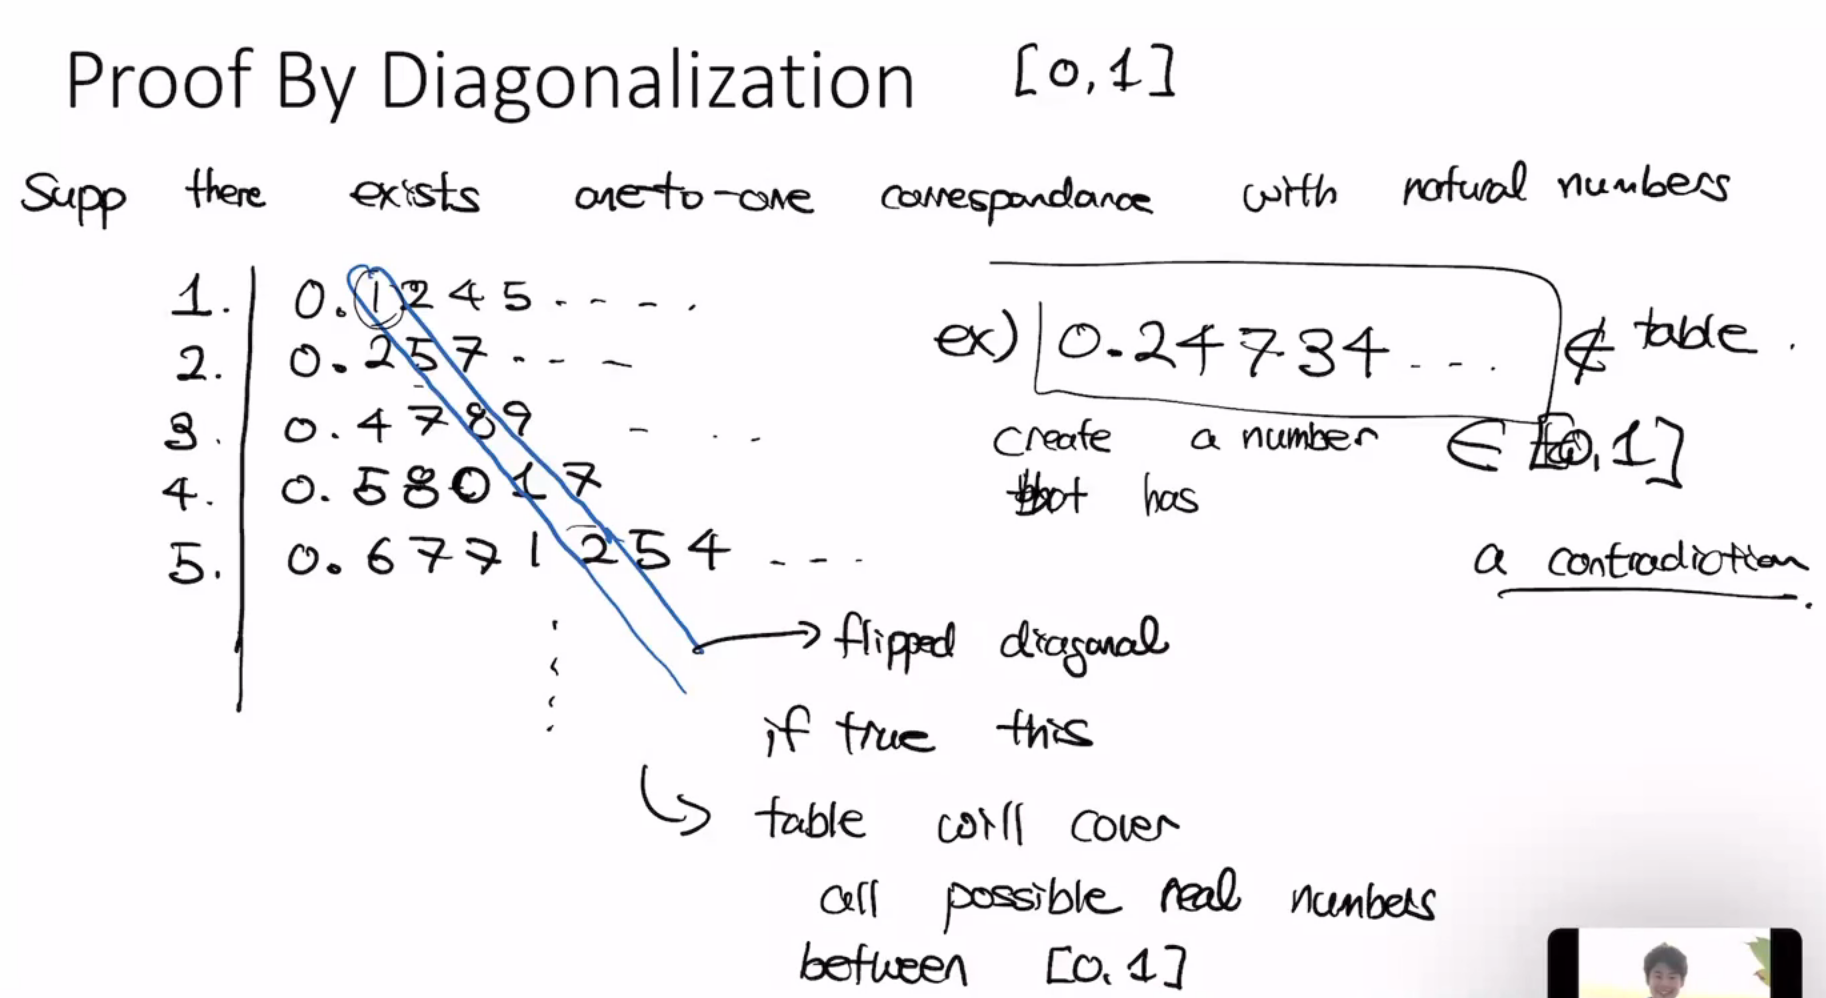 Proof By Diagonalization [0,1]
Supp there exists one-to-one correspondance with natural numbers
1. 0.1245.....
2. 0.257...
3. 0.4789 ...
4. 0.58017
5. 0.6771254 ...
ex) 0.24734.... ∉ table.
create a number ∈ [0,1]
that has
a contradiction.
→ flipped diagonal
if true this
↳ table will cover
all possible real numbers
between [0,1]